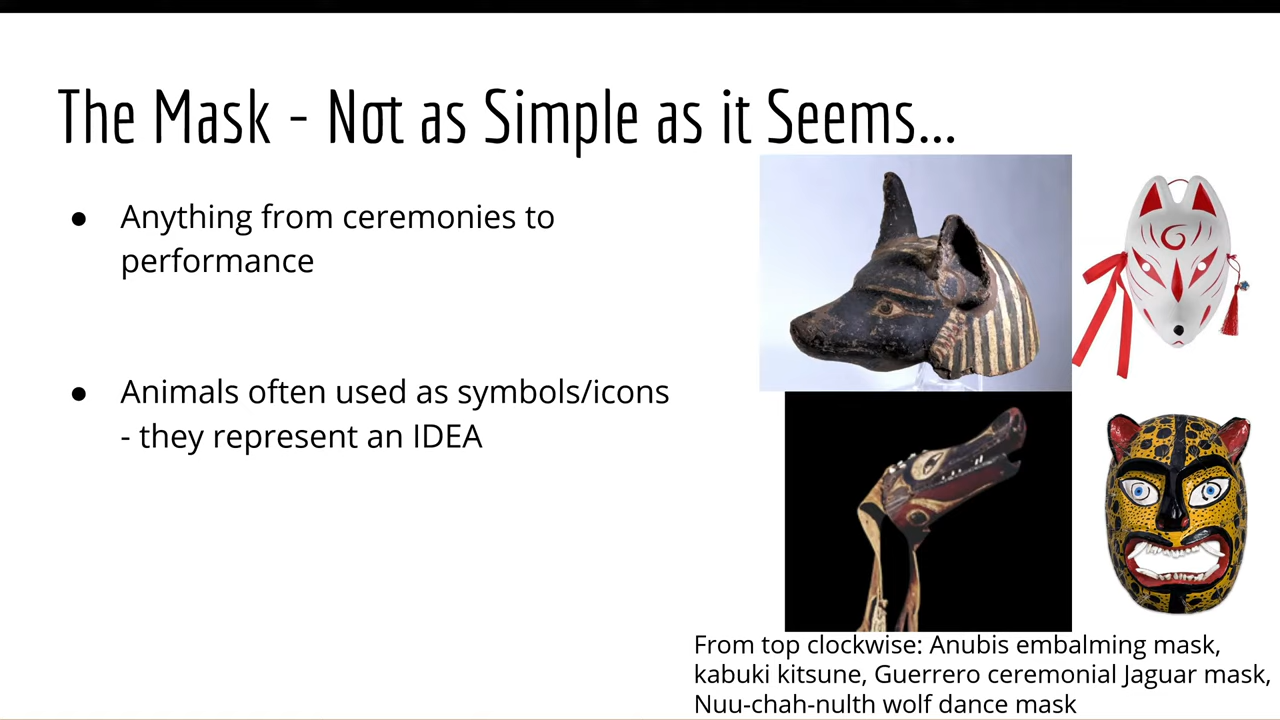 The Mask - Not as Simple as it Seems...
● Anything from ceremonies to
performance
● Animals often used as symbols/icons
- they represent an IDEA
From top clockwise: Anubis embalming mask,
kabuki kitsune, Guerrero ceremonial Jaguar mask,
Nuu-chah-nulth wolf dance mask